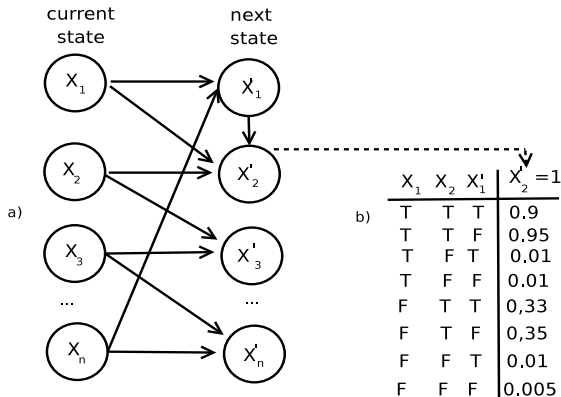 current
state
next
state
X1 X'1
X2 X'2
a)
X3 X'3
... ...
Xn X'n
b)
X1 X2 X'1 X'2 =1
T T T 0.9
T T F 0.95
T F T 0.01
T F F 0.01
F T T 0,33
F T F 0,35
F F T 0.01
F F F 0,005